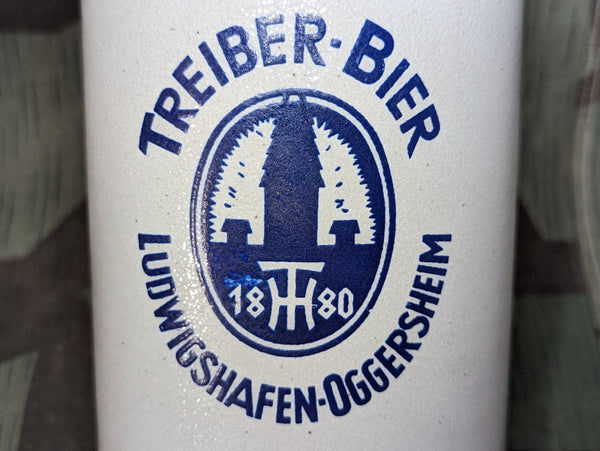 TREIBER-BIER
18 TH 80
LUDWIGSHAFEN-OGGERSHEIM